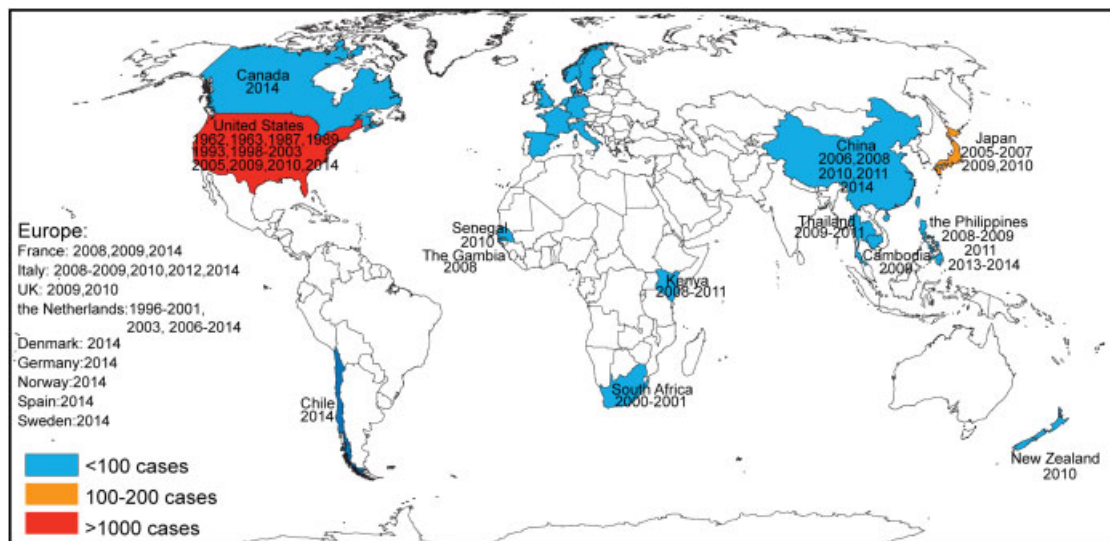 Canada
2014
United States
1962, 1963, 1987, 1989
1993, 1998-2003
2005,2009,2010,2014
China
2006,2008
2010,2011
2014
Japan
2005-2007
2009,2010
Thailand
2009-2011
Cambodia
2009
the Philippines
2008-2009
2011
2013-2014
Senegal
2010
The Gambia
2008
Kenya
2008-2011
South Africa
2000-2001
Chile
2014
New Zealand
2010
Europe:
France: 2008,2009,2014
Italy: 2008-2009,2010,2012,2014
UK: 2009,2010
the Netherlands:1996-2001,
2003, 2006-2014
Denmark: 2014
Germany:2014
Norway:2014
Spain:2014
Sweden:2014
<100 cases
100-200 cases
>1000 cases